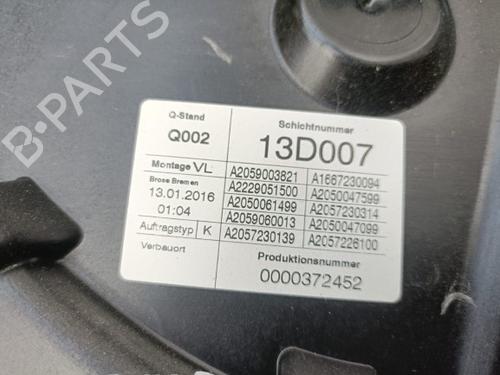 B-PARTS
Q-Stand
Schichtnummer
Q002
13D007
Montage VL
A2059003821
A1667230094
Brose Bremen
A2229051500
A2050047599
13.01.2016
A2050061499
A2057230314
01:04
A2059060013
A2050047099
Auftragstyp K
A2057230139
A2057226100
Verbauort
Produktionsnummer
0000372452